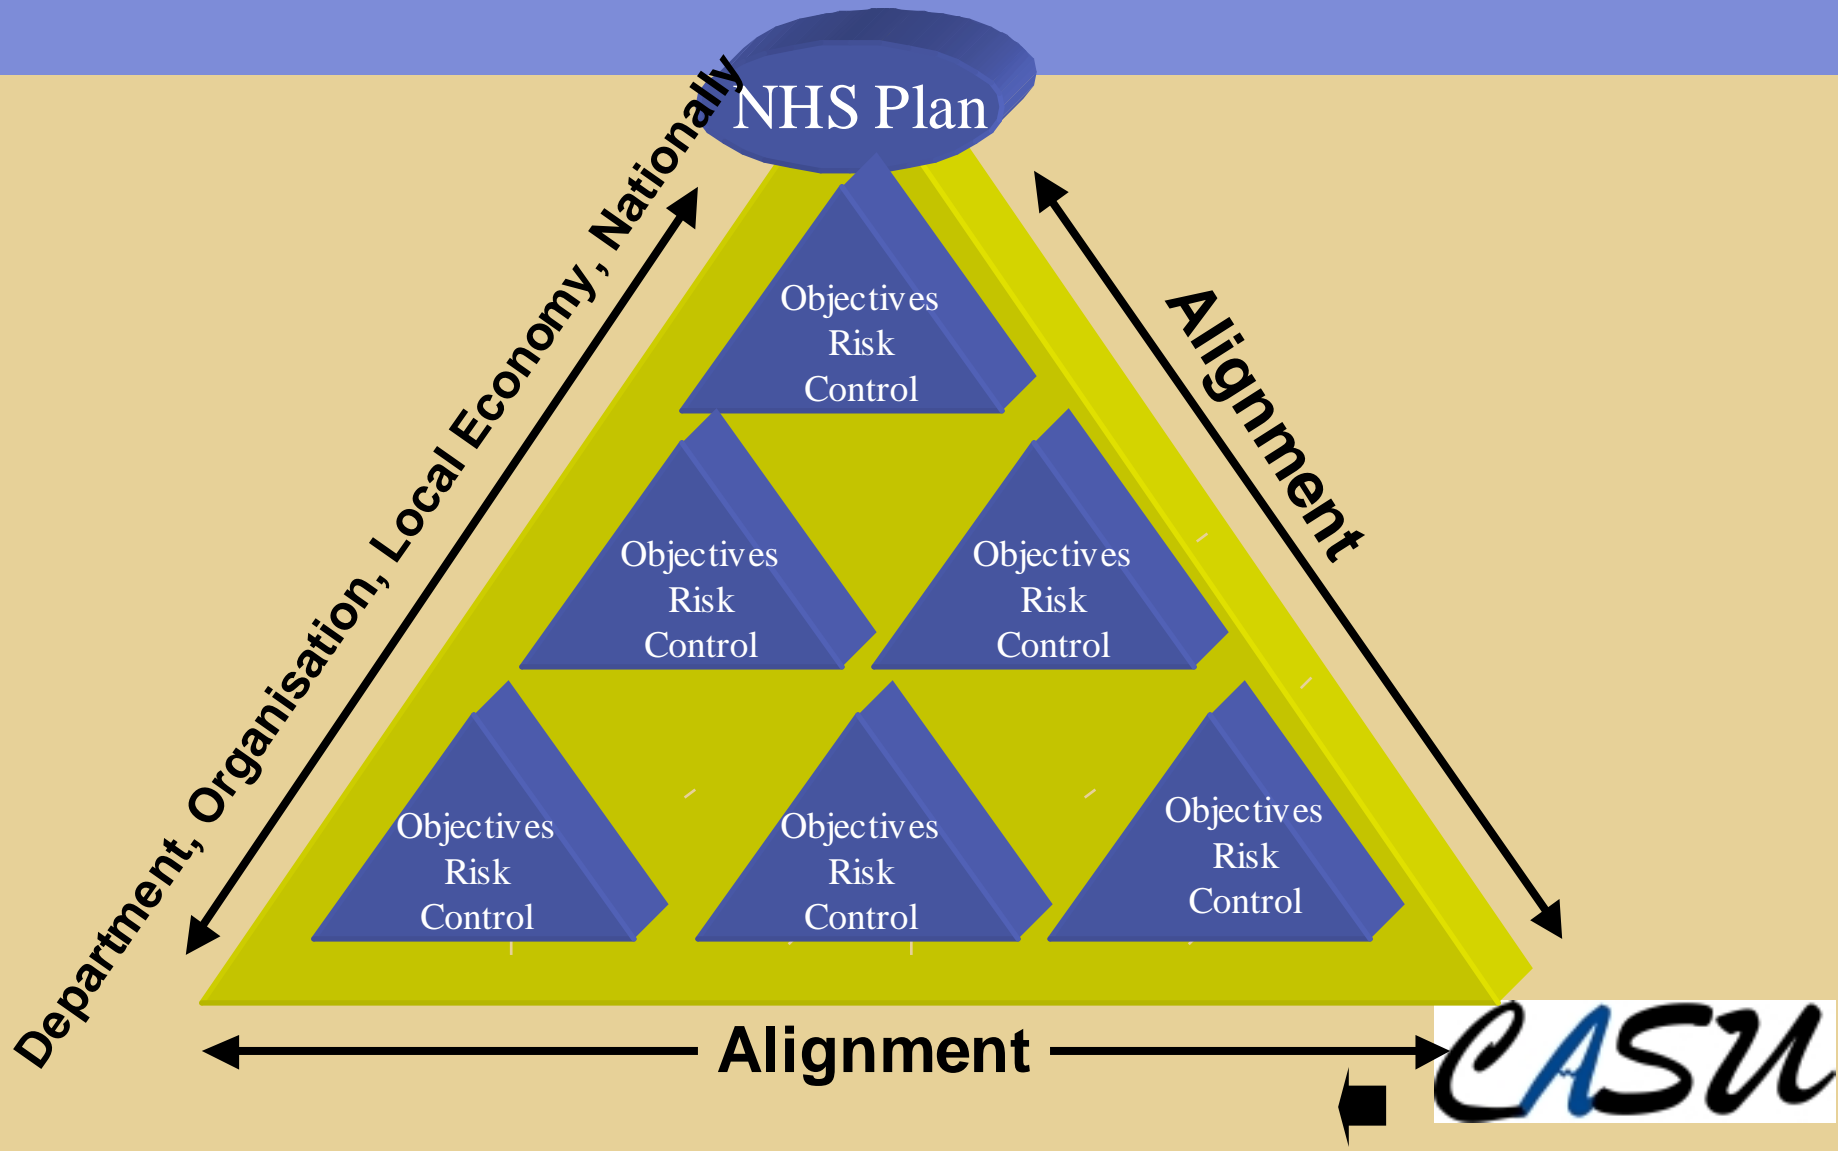 NHS Plan
Department, Organisation, Local Economy, Nationally
Alignment
Objectives
Risk
Control
Objectives
Risk
Control
Objectives
Risk
Control
Objectives
Risk
Control
Objectives
Risk
Control
Objectives
Risk
Control
Alignment
CASU